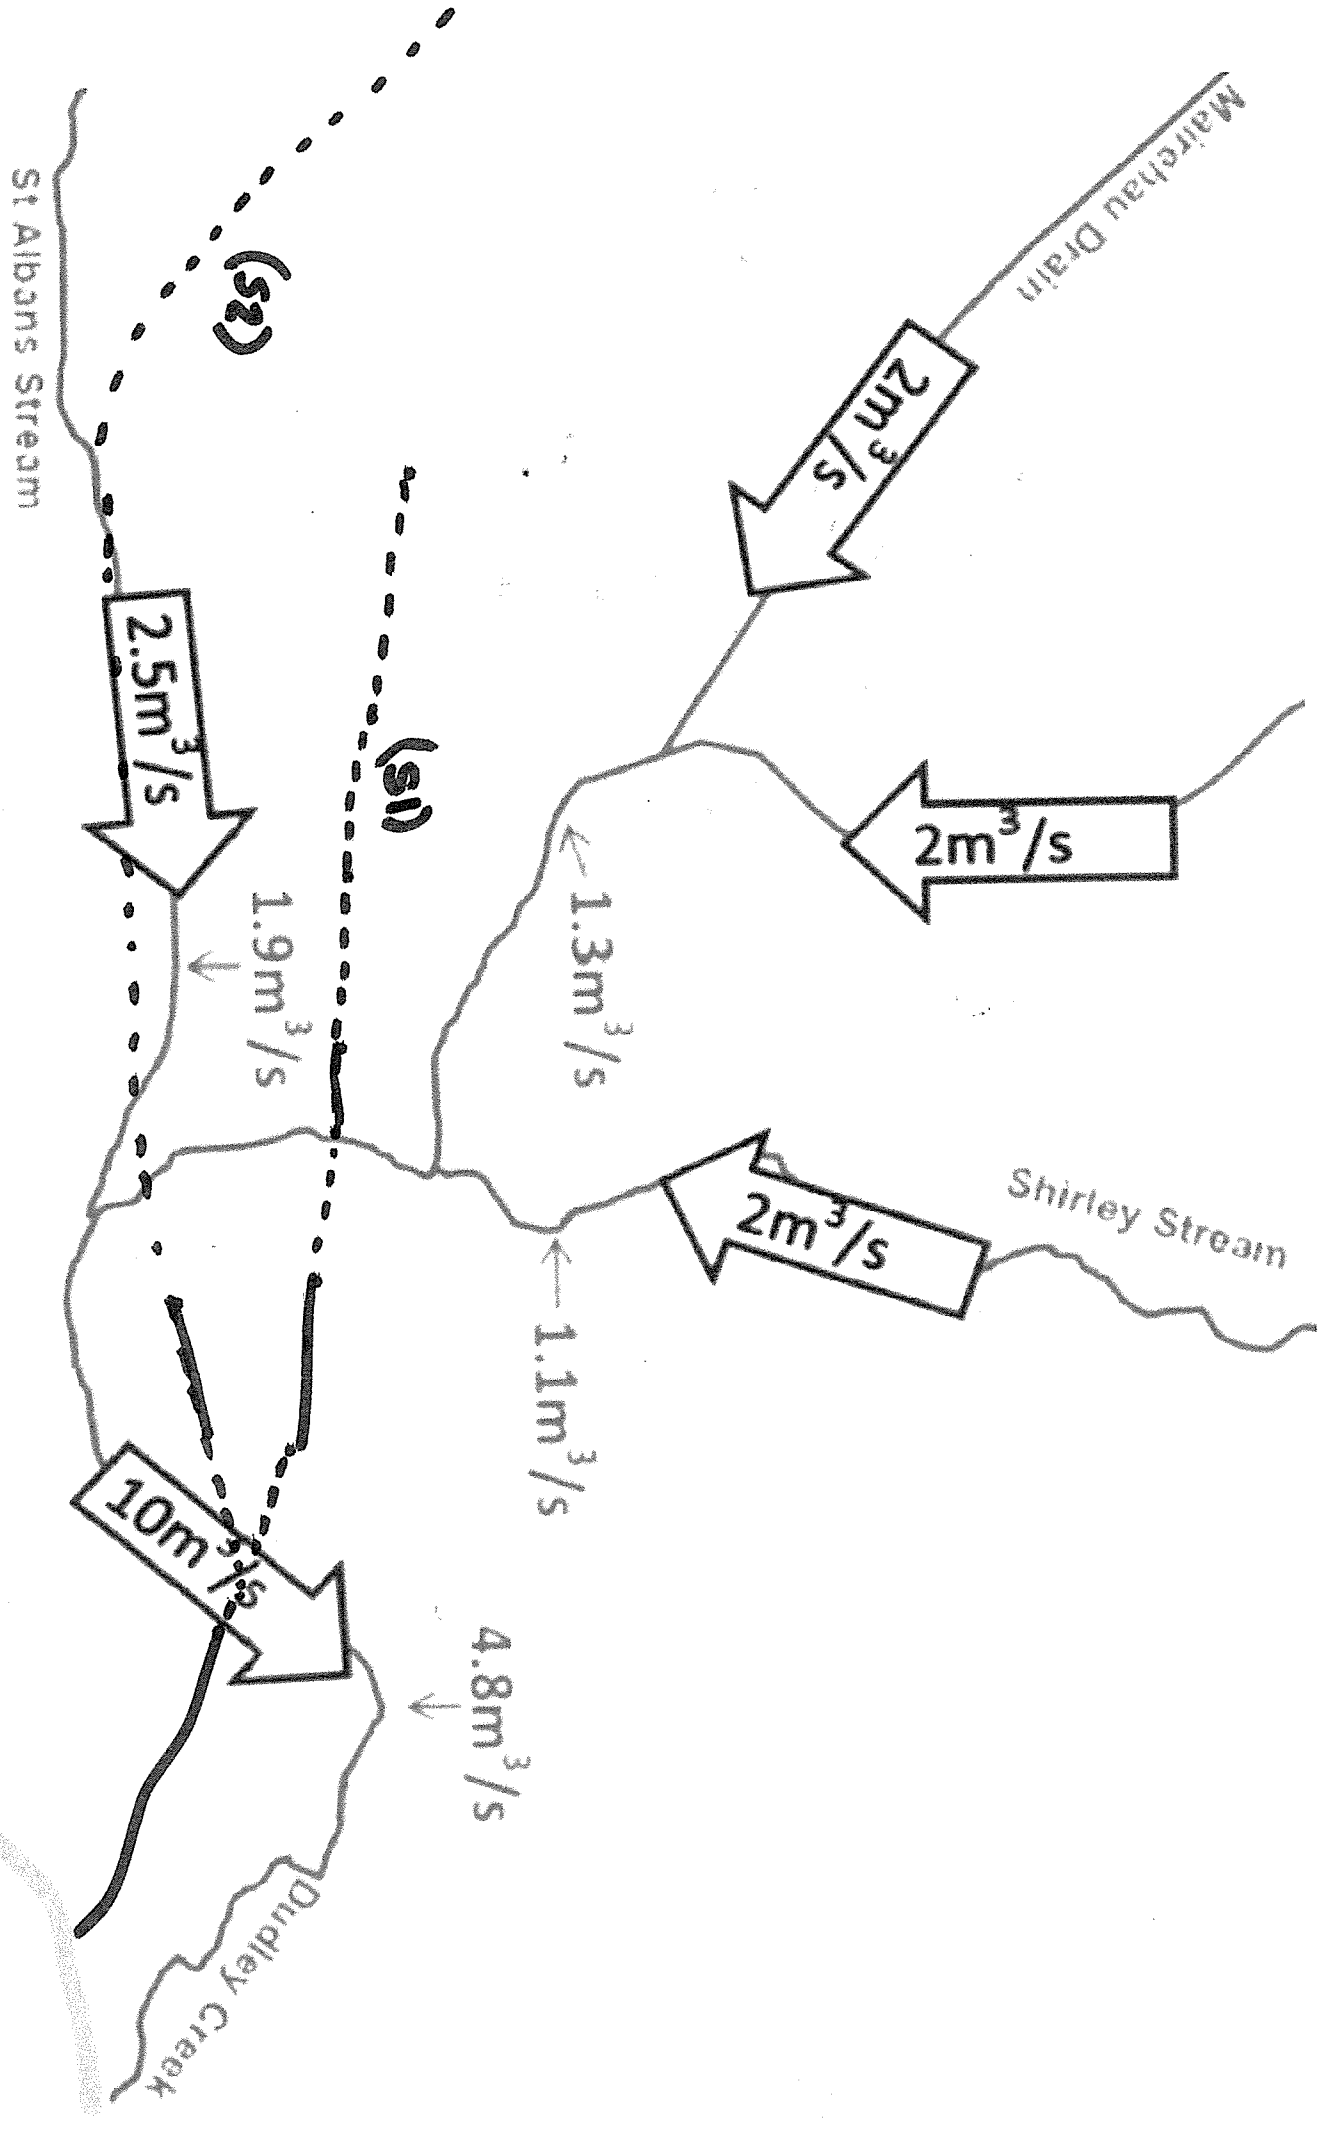 Mairehau Drain
2m³/s
2m³/s
(S2)
St Albans Stream
2.5m³/s
(S1)
1.9m³/s
1.3m³/s
Shirley Stream
2m³/s
1.1m³/s
10m³/s
4.8m³/s
Dudley Creek